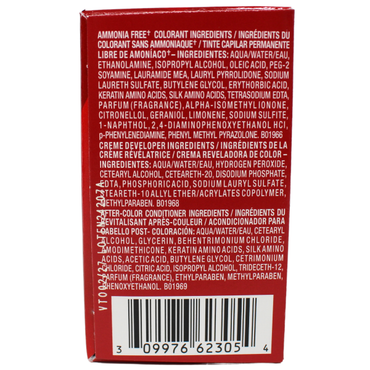 AMMONIA FREE† COLORANT INGREDIENTS / INGRÉDIENTS DU
COLORANT SANS AMMONIAQUE† / TINTE CAPILAR PERMANENTE
LIBRE DE AMONÍACO† – INGREDIENTES: AQUA/WATER/EAU,
ETHANOLAMINE, ISOPROPYL ALCOHOL, OLEIC ACID, PEG-2
SOYAMINE, LAURAMIDE MEA, LAURYL PYRROLIDONE, SODIUM
LAURETH SULFATE, BUTYLENE GLYCOL, ERYTHORBIC ACID,
KERATIN AMINO ACIDS, SILK AMINO ACIDS, TETRASODIUM EDTA,
PARFUM (FRAGRANCE), ALPHA-ISOMETHYL IONONE,
CITRONELLOL, GERANIOL, LIMONENE, SODIUM SULFITE,
1-NAPHTHOL, 2,4-DIAMINOPHENOXYETHANOL HCl,
p-PHENYLENEDIAMINE, PHENYL METHYL PYRAZOLONE. B01966
CREME DEVELOPER INGREDIENTS / INGRÉDIENTS DE LA
CRÈME RÉVÉLATRICE / CREMA REVELADORA DE COLOR –
INGREDIENTES: AQUA/WATER/EAU, HYDROGEN PEROXIDE,
CETEARYL ALCOHOL, CETEARETH-20, DISODIUM PHOSPHATE,
EDTA, PHOSPHORIC ACID, SODIUM LAURYL SULFATE,
STEARETH-10 ALLYL ETHER/ACRYLATES COPOLYMER,
METHYLPARABEN. B01968
AFTER-COLOR CONDITIONER INGREDIENTS / INGRÉDIENTS DU
REVITALISANT APRÈS-COULEUR / ACONDICIONADOR PARA
CABELLO POST- COLORACIÓN: AQUA/WATER/EAU, CETEARYL
ALCOHOL, GLYCERIN, BEHENTRIMONIUM CHLORIDE,
AMODIMETHICONE, KERATIN AMINO ACIDS, SILK AMINO
ACIDS, ACETIC ACID, BUTYLENE GLYCOL, CETRIMONIUM
CHLORIDE, CITRIC ACID, ISOPROPYL ALCOHOL, TRIDECETH-12,
PARFUM (FRAGRANCE), ETHYLPARABEN, METHYLPARABEN,
PHENOXYETHANOL. B01969
3 09976 62305 4